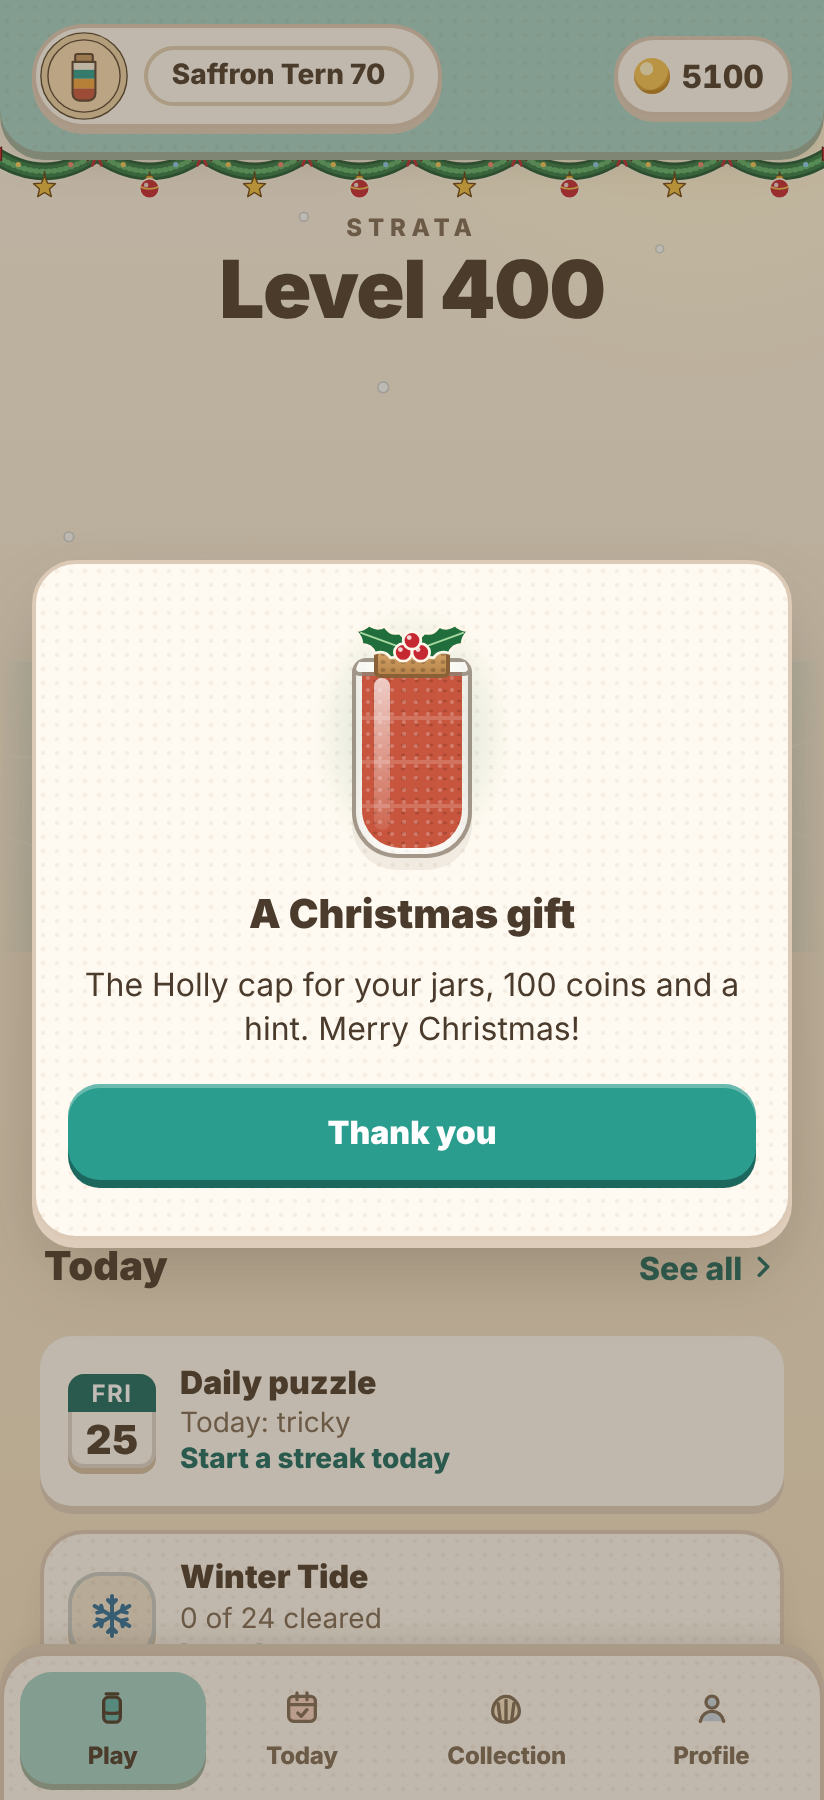 Saffron Tern 70
5100
STRATA
Level 400
A Christmas gift
The Holly cap for your jars, 100 coins and a
hint. Merry Christmas!
Thank you
Today
See all
FRI
25
Daily puzzle
Today: tricky
Start a streak today
Winter Tide
0 of 24 cleared
Play
Today
Collection
Profile